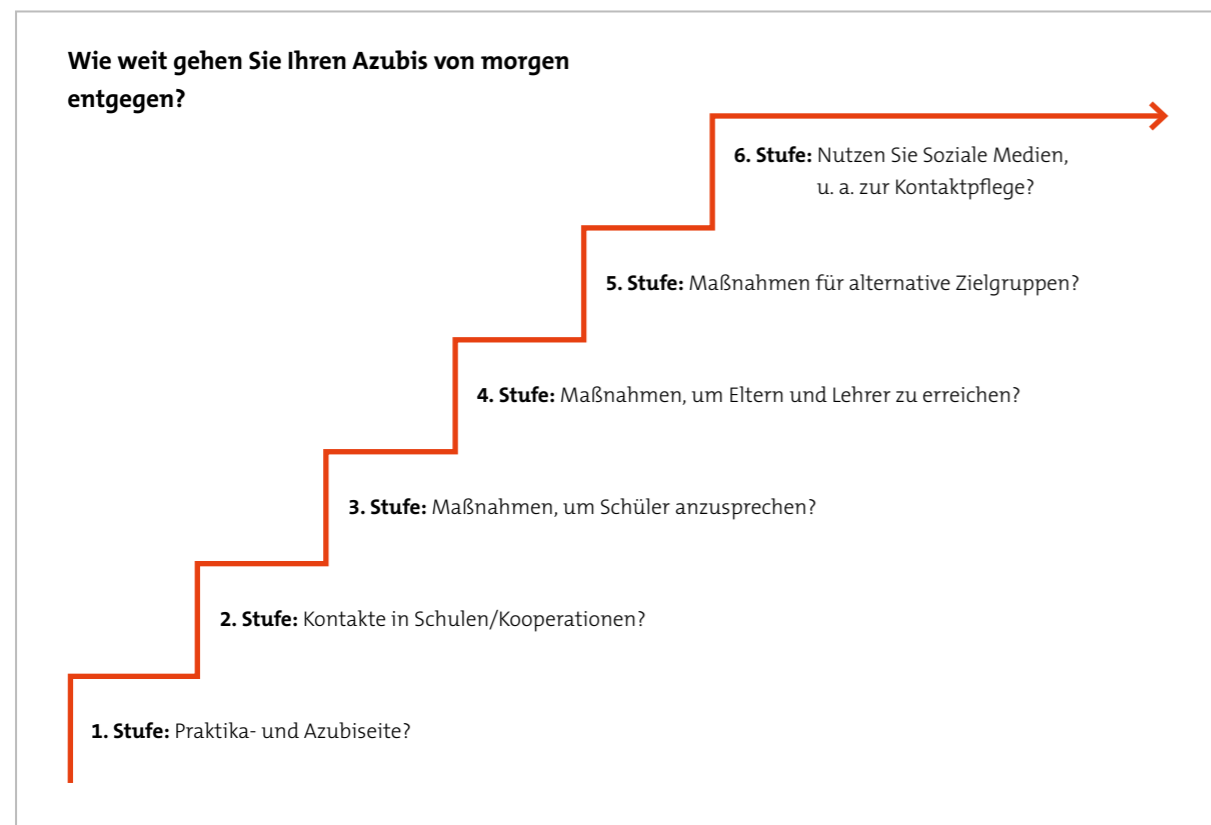 Wie weit gehen Sie Ihren Azubis von morgen
entgegen?
6. Stufe: Nutzen Sie Soziale Medien,
u. a. zur Kontaktpflege?
5. Stufe: Maßnahmen für alternative Zielgruppen?
4. Stufe: Maßnahmen, um Eltern und Lehrer zu erreichen?
3. Stufe: Maßnahmen, um Schüler anzusprechen?
2. Stufe: Kontakte in Schulen/Kooperationen?
1. Stufe: Praktika- und Azubiseite?